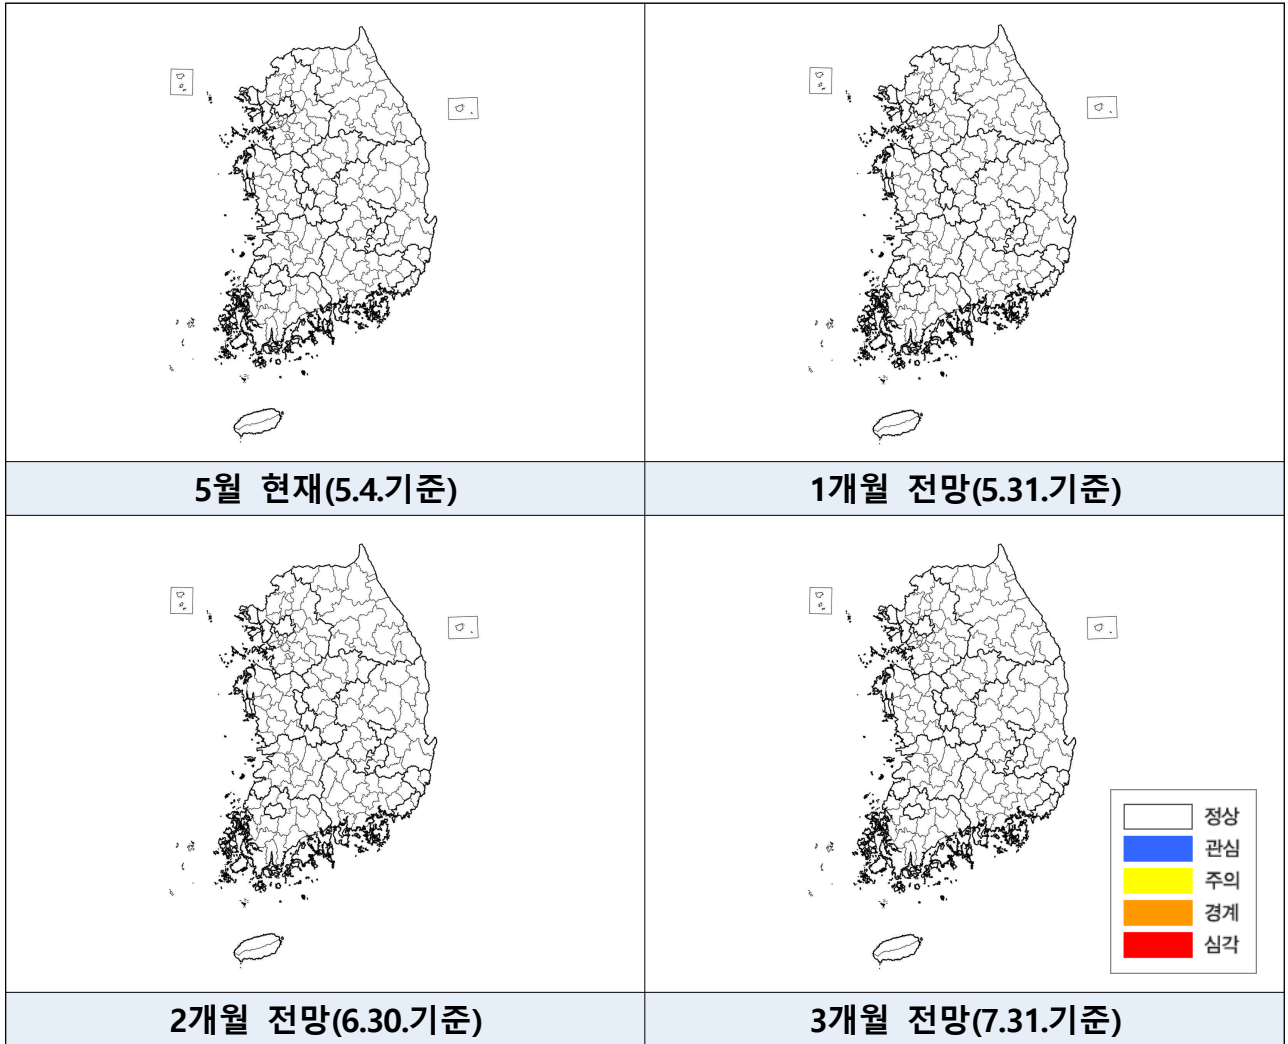 5월 현재(5.4.기준)
1개월 전망(5.31.기준)
정상
관심
주의
경계
심각
2개월 전망(6.30.기준)
3개월 전망(7.31.기준)